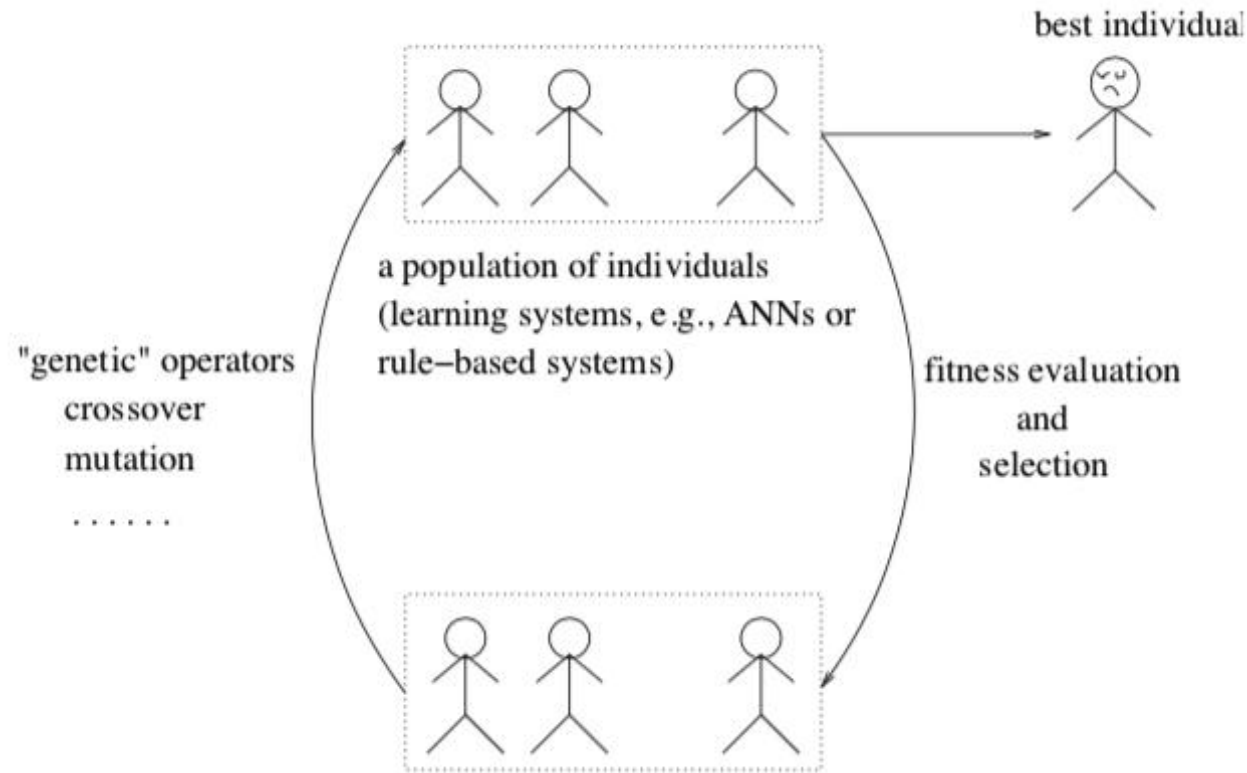 best individual
a population of individuals
(learning systems, e.g., ANNs or
rule−based systems)
"genetic" operators
crossover
mutation
. . . . . .
fitness evaluation
and
selection